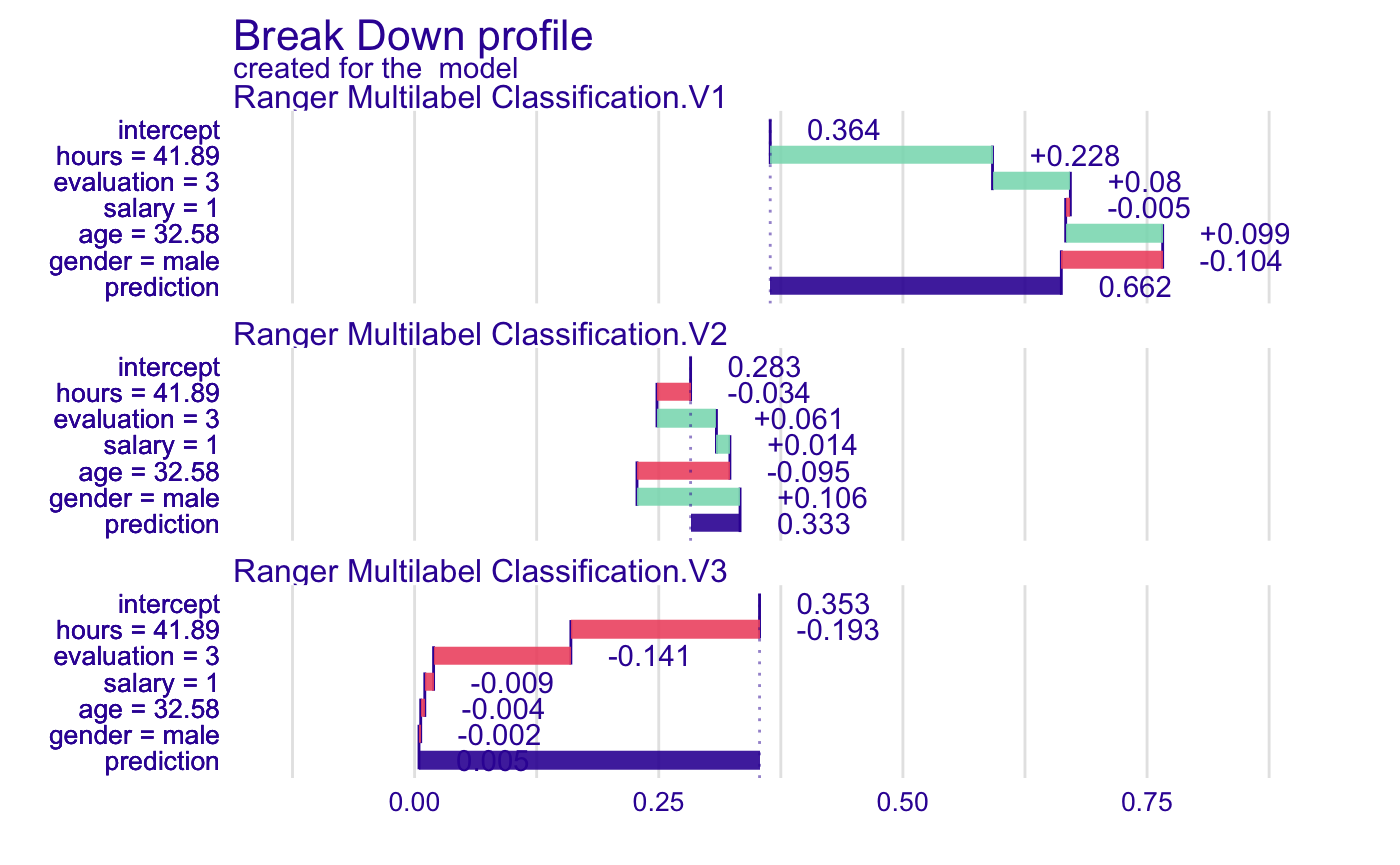 Break Down profile
created for the  model
Ranger Multilabel Classification.V1
intercept 0.364
hours = 41.89 +0.228
evaluation = 3 +0.08
salary = 1 -0.005
age = 32.58 +0.099
gender = male -0.104
prediction 0.662
Ranger Multilabel Classification.V2
intercept 0.283
hours = 41.89 -0.034
evaluation = 3 +0.061
salary = 1 +0.014
age = 32.58 -0.095
gender = male +0.106
prediction 0.333
Ranger Multilabel Classification.V3
intercept 0.353
hours = 41.89 -0.193
evaluation = 3 -0.141
salary = 1 -0.009
age = 32.58 -0.004
gender = male -0.002
prediction 0.005
0.00 0.25 0.50 0.75